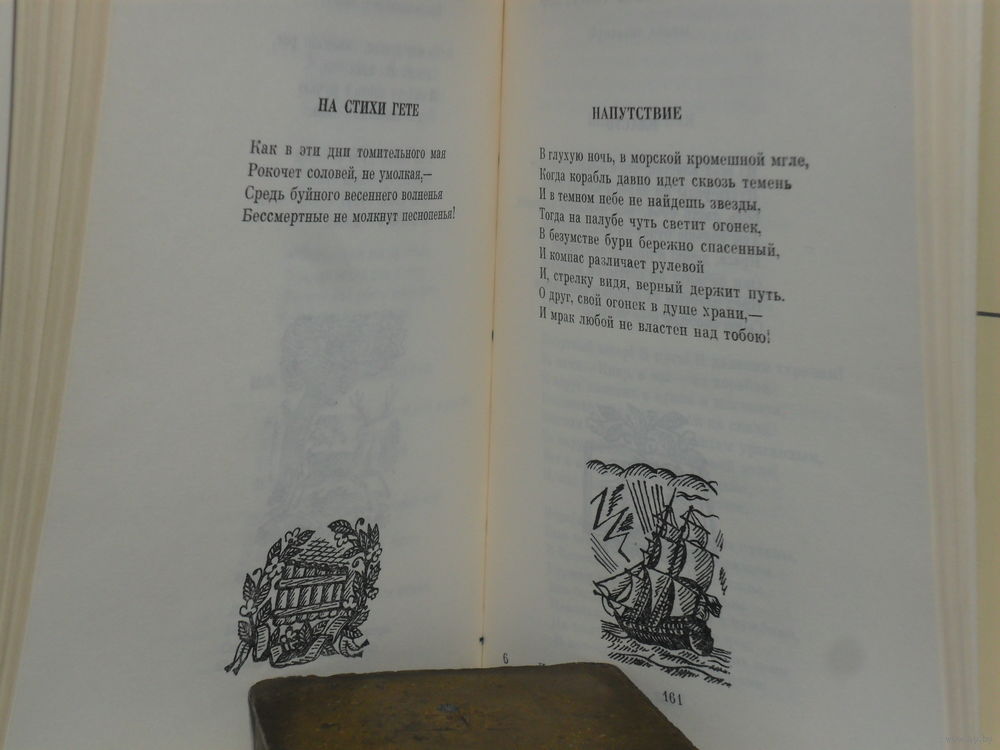 НА СТИХИ ГЕТЕ
Как в эти дни томительного мая
Рокочет соловей, не умолкая,—
Средь буйного весеннего волненья
Бессмертные не молкнут песнопенья!
НАПУТСТВИЕ
В глухую ночь, в морской кромешной мгле,
Когда корабль давно идет сквозь темень
И в темном небе не найдешь звезды,
Тогда на палубе чуть светит огонек,
В безумстве бури бережно спасенный,
И компас различает рулевой
И, стрелку видя, верный держит путь.
О друг, свой огонек в душе храни,—
И мрак любой не властен над тобою!
6
161